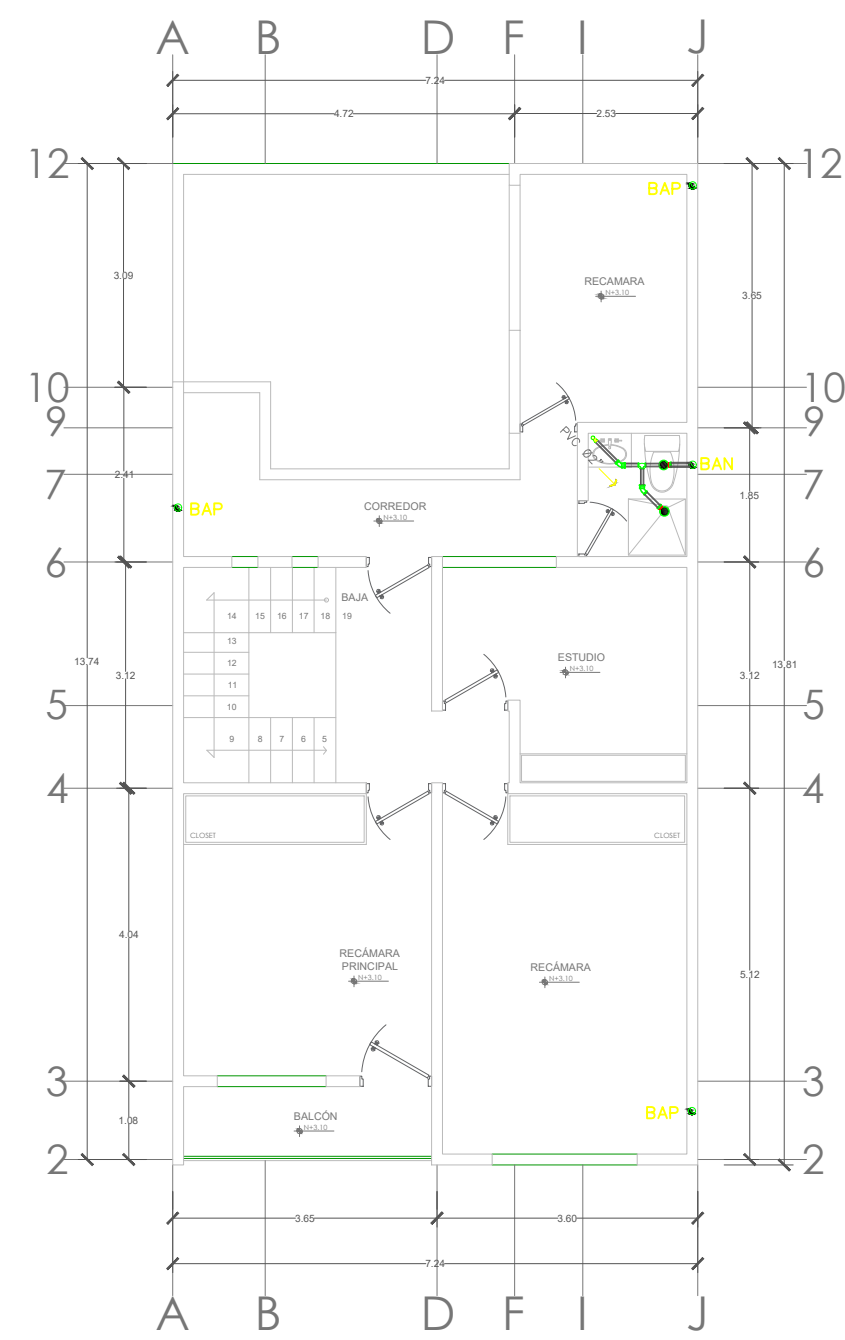 A B D F I J
7.24
4.72 2.53
12 12
BAP
3.09
RECAMARA
N+3.10
3.65
10 10
9 9
PVC Ø2"
BAN
7 7
2.41
1.85
CORREDOR
N+3.10
BAP
6 6
BAJA
14 15 16 17 18 19
13
12
11
10
9 8 7 6 5
ESTUDIO
N+3.10
13.74
3.12
3.12
13.81
5 5
4 4
CLOSET CLOSET
4.04
RECÁMARA
PRINCIPAL
N+3.10
RECÁMARA
N+3.10
5.12
3 3
BALCÓN
N+3.10
BAP
1.08
2 2
3.65 3.60
7.24
A B D F I J